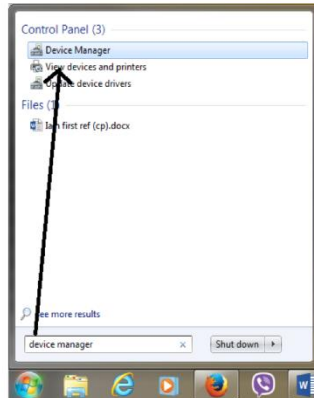 Control Panel (3)
Device Manager
View devices and printers
Update device drivers
Files (1)
first ref (cp).docx
See more results
device manager
Shut down